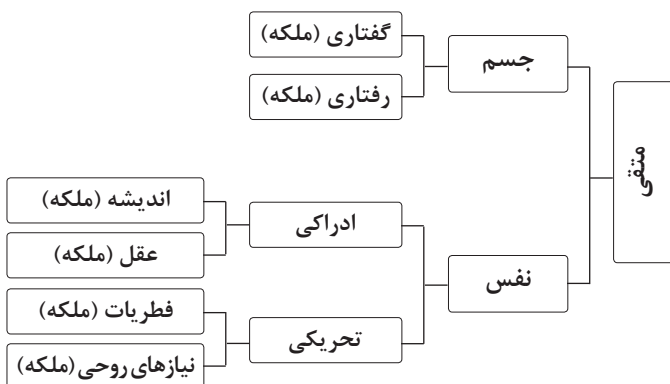 متقی
جسم
گفتاری (ملکه)
رفتاری (ملکه)
نفس
ادراکی
اندیشه (ملکه)
عقل (ملکه)
تحریکی
فطریات (ملکه)
نیازهای روحی (ملکه)